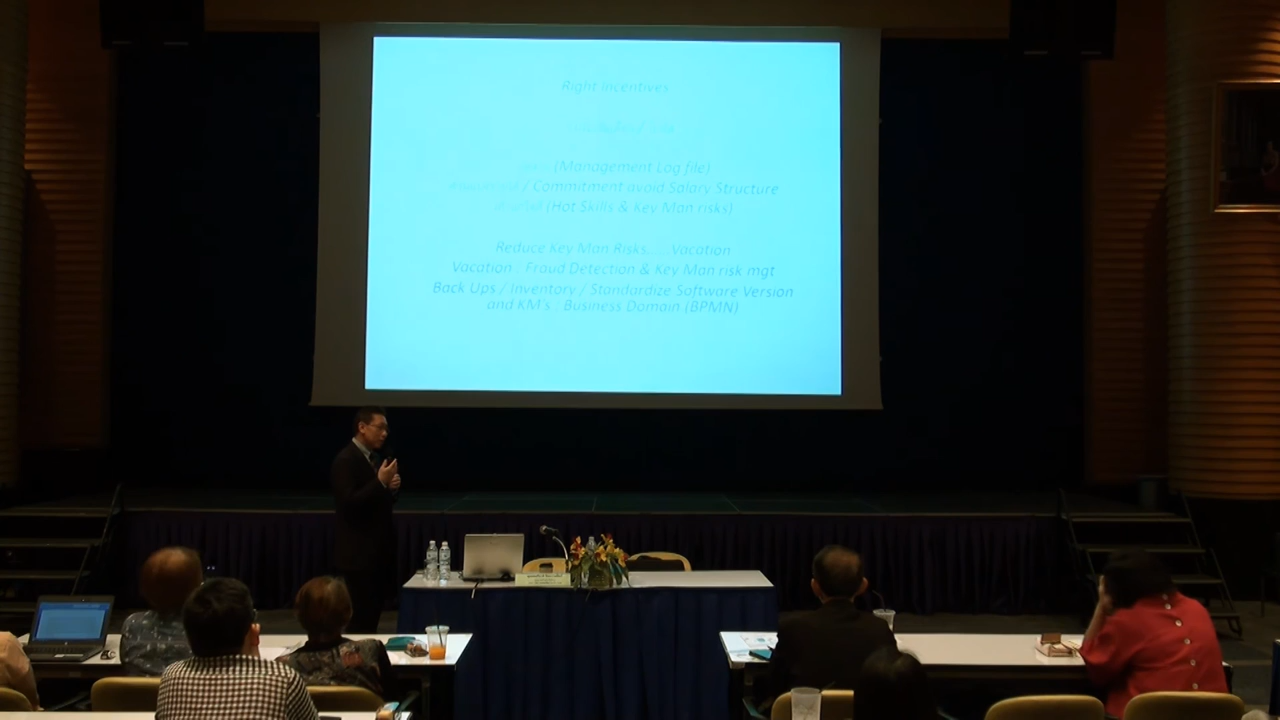 Right Incentives
(Management Log file)
/ Commitment avoid Salary Structure
(Hot Skills & Key Man risks)
Reduce Key Man Risks.... Vacation
Vacation : Fraud Detection & Key Man risk mgt
Back Ups / Inventory / Standardize Software Version
and KM's : Business Domain (BPMN)